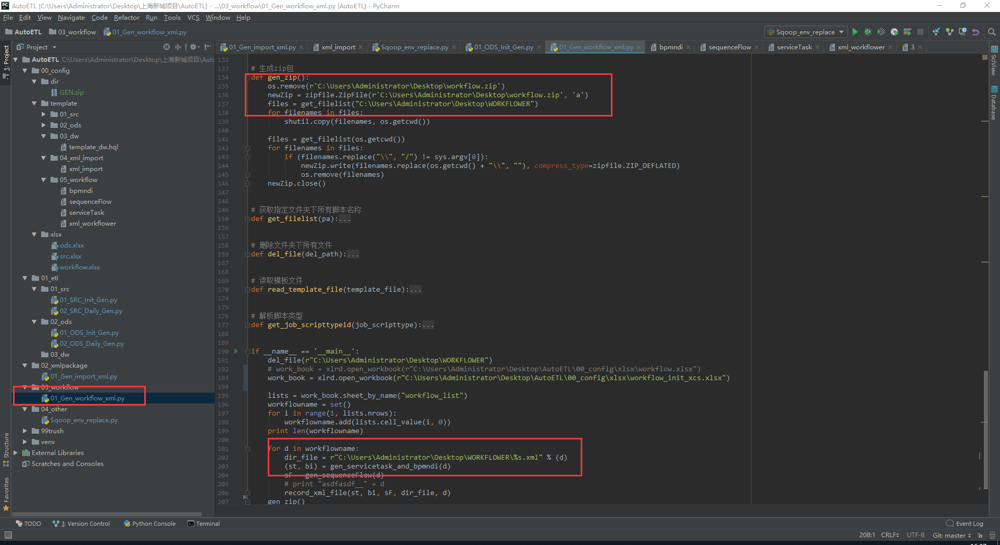 AutoETL [C:\Users\Administrator\Desktop\上海新城项目\AutoETL] - ...\03_workflow\01_Gen_workflow_xml.py [AutoETL] - PyCharm
File Edit View Navigate Code Refactor Run Tools VCS Window Help
AutoETL 03_workflow 01_Gen_workflow_xml.py
Sqoop_env_replace
Project
01_Gen_import_xml.py xml_import Sqoop_env_replace.py 01_ODS_Init_Gen.py 01_Gen_workflow_xml.py bpmndi sequenceFlow serviceTask xml_workflower 3
1: Project
Structure
Favorites
SciView
Database
AutoETL C:\Users\Administrator\Desktop\上海新城项目\Autc
00_config
dir
GEN.zip
template
01_src
02_ods
03_dw
template_dw.hql
04_xml_import
xml_import
05_workflow
bpmndi
sequenceFlow
serviceTask
xml_workflower
xlsx
ods.xlsx
src.xlsx
workflow.xlsx
01_etl
01_src
01_SRC_Init_Gen.py
02_SRC_Daily_Gen.py
02_ods
01_ODS_Init_Gen.py
02_ODS_Daily_Gen.py
03_dw
02_xmlpackage
01_Gen_import_xml.py
03_workflow
01_Gen_workflow_xml.py
04_other
Sqoop_env_replace.py
99trush
venv
External Libraries
Scratches and Consoles
132
133 # 生成zip包
134 def gen_zip():
135 os.remove(r'C:\Users\Administrator\Desktop\workflow.zip')
136 newZip = zipfile.ZipFile(r'C:\Users\Administrator\Desktop\workflow.zip', 'a')
137 files = get_filelist("C:\Users\Administrator\Desktop\WORKFLOWER")
138 for filenames in files:
139 shutil.copy(filenames, os.getcwd())
140
141 files = get_filelist(os.getcwd())
142 for filenames in files:
143 if (filenames.replace("\\", "/") != sys.argv[0]):
144 newZip.write(filenames.replace(os.getcwd() + "\\", ""), compress_type=zipfile.ZIP_DEFLATED)
145 os.remove(filenames)
146 newZip.close()
147
148
149 # 获取指定文件夹下所有脚本名称
150 def get_filelist(pa):...
156
157
158 # 删除文件夹下所有文件
159 def del_file(del_path):...
167
168
169 # 读取模板文件
170 def read_template_file(template_file):...
174
175
176 # 解析脚本类型
177 def get_job_scripttypeid(job_scripttype):...
188
189
190 if __name__ == '__main__':
191 del_file(r"C:\Users\Administrator\Desktop\WORKFLOWER")
192 # work_book = xlrd.open_workbook(r"C:\Users\Administrator\Desktop\AutoETL\00_config\xlsx\workflow.xlsx")
193 work_book = xlrd.open_workbook(r"C:\Users\Administrator\Desktop\AutoETL\00_config\xlsx\workflow_init_xcs.xlsx")
194
195 lists = work_book.sheet_by_name("workflow_list")
196 workflowname = set()
197 for i in range(1, lists.nrows):
198 workflowname.add(lists.cell_value(i, 0))
199 print len(workflowname)
200
201 for d in workflowname:
202 dir_file = r"C:\Users\Administrator\Desktop\WORKFLOWER\%s.xml" % (d)
203 (st, bi) = gen_servicetask_and_bpmndi(d)
204 sF = gen_sequenceFlow(d)
205 # print "asdfasdf__" + d
206 record_xml_file(st, bi, sF, dir_file, d)
207 gen_zip()
TODO 3: Version Control Python Console Terminal Event Log
208:1 CRLF UTF-8 Git: master